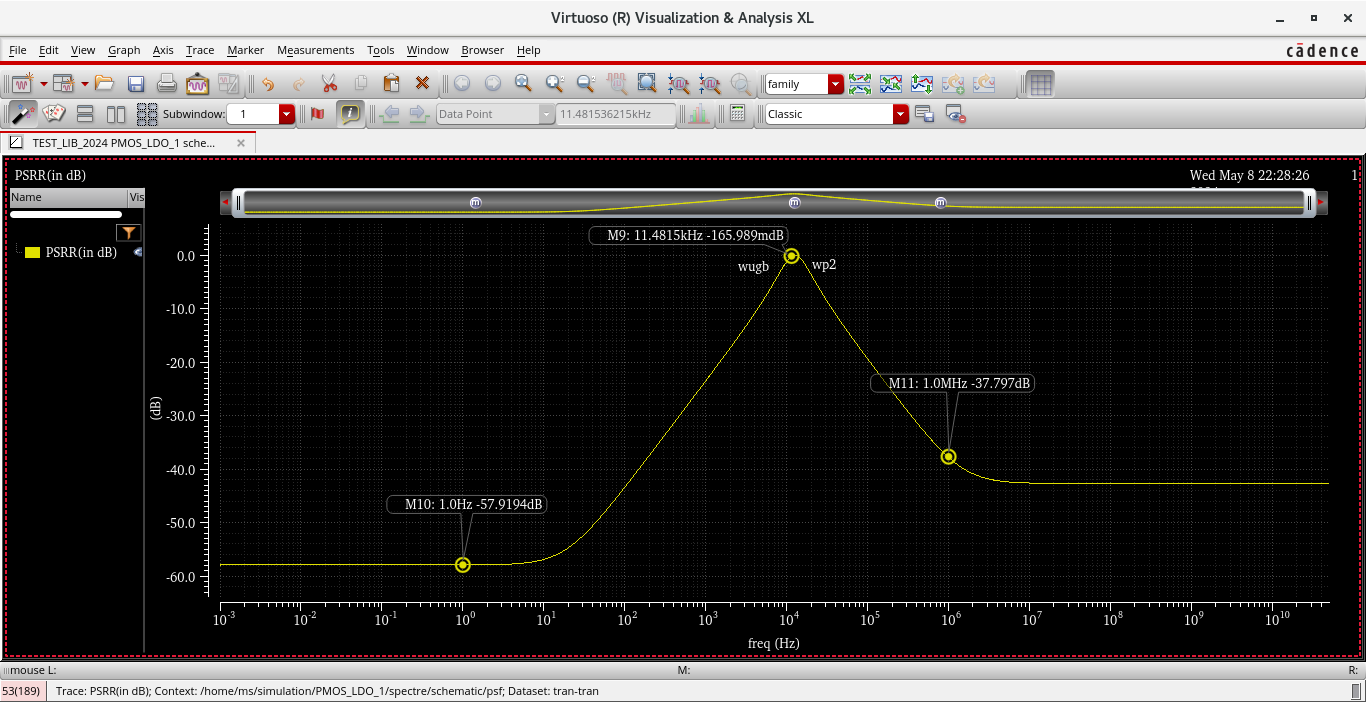 Virtuoso (R) Visualization & Analysis XL
File Edit View Graph Axis Trace Marker Measurements Tools Window Browser Help
cādence
family
Subwindow: 1
Data Point
11.481536215kHz
Classic
TEST_LIB_2024 PMOS_LDO_1 sche...
PSRR(in dB)
Wed May 8 22:28:26
1
Name
Vis
PSRR(in dB)
M9: 11.4815kHz -165.989mdB
wugb
wp2
M11: 1.0MHz -37.797dB
M10: 1.0Hz -57.9194dB
(dB)
0.0
-10.0
-20.0
-30.0
-40.0
-50.0
-60.0
10⁻³ 10⁻² 10⁻¹ 10⁰ 10¹ 10² 10³ 10⁴ 10⁵ 10⁶ 10⁷ 10⁸ 10⁹ 10¹⁰
freq (Hz)
mouse L: M: R:
53(189) Trace: PSRR(in dB); Context: /home/ms/simulation/PMOS_LDO_1/spectre/schematic/psf; Dataset: tran-tran